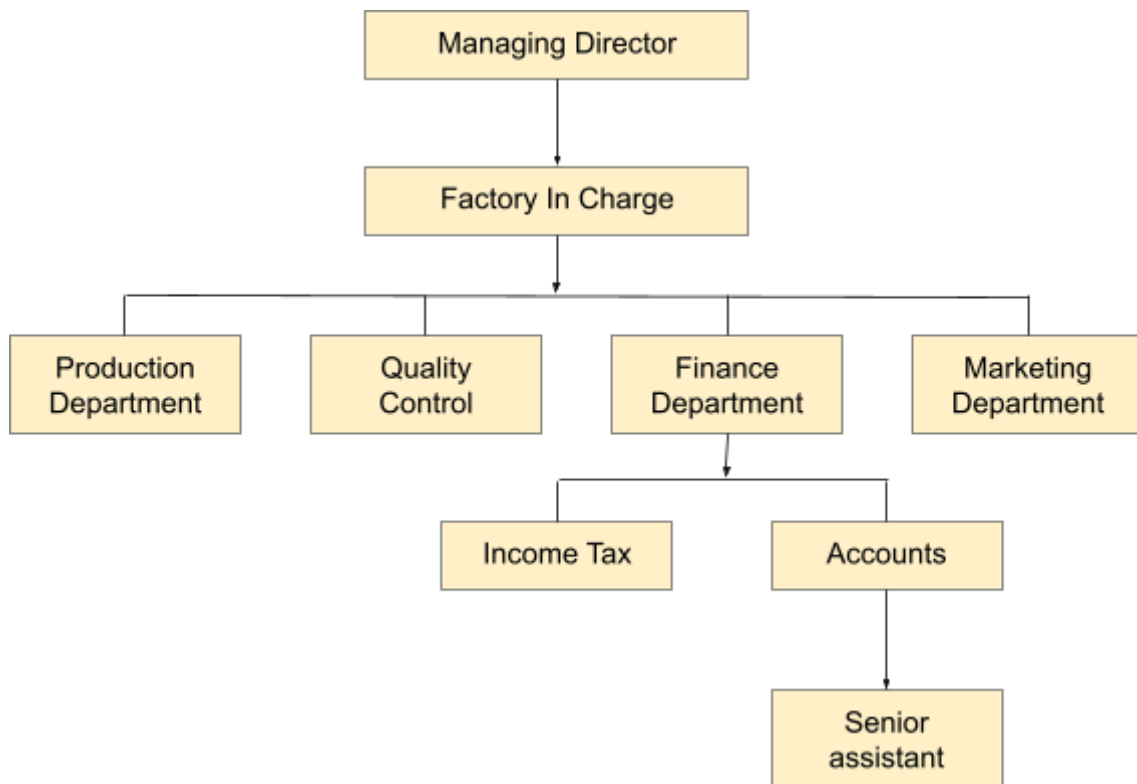 Managing Director
Factory In Charge
Production
Department
Quality
Control
Finance
Department
Marketing
Department
Income Tax
Accounts
Senior
assistant